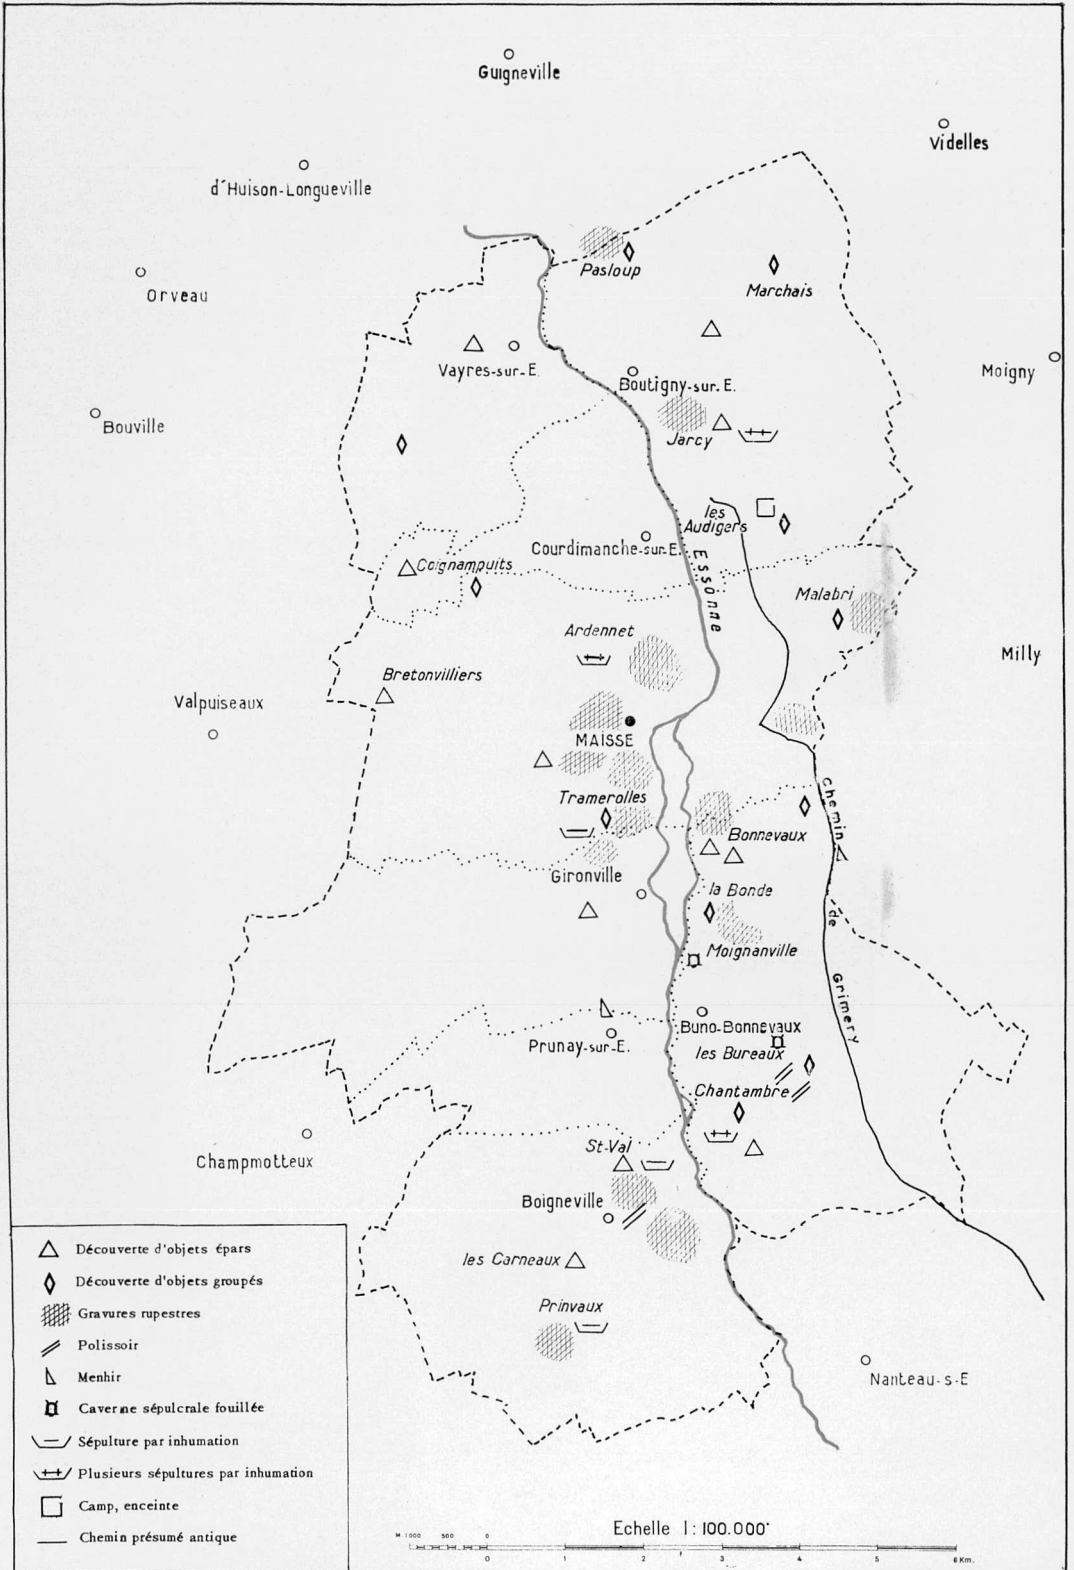 Guigneville
Videlles
d'Huison-Longueville
Pasloup
Orveau
Marchais
Vayres-sur-E.
Moigny
Boutigny-sur.E.
Bouville
Jarcy
les
Audigers
Courdimanche-sur-E.
Essonne
Coignampuits
Malabri
Ardennet
Milly
Bretonvilliers
Valpuiseaux
MAISSE
Tramerolles
Chemin de Grimery
Bonnevaux
Gironville
la Bonde
Moignanville
Buno-Bonnevaux
Prunay-sur-E.
les Bureaux
Chantambre
St-Val
Champmotteux
Boigneville
les Carneaux
Prinvaux
Nanteau-s-E
Découverte d'objets épars
Découverte d'objets groupés
Gravures rupestres
Polissoir
Menhir
Caverne sépulcrale fouillée
Sépulture par inhumation
Plusieurs sépultures par inhumation
Camp, enceinte
Chemin présumé antique
Echelle 1:100.000°
M.1000 500 0
0 1 2 3 4 5 6 Km.